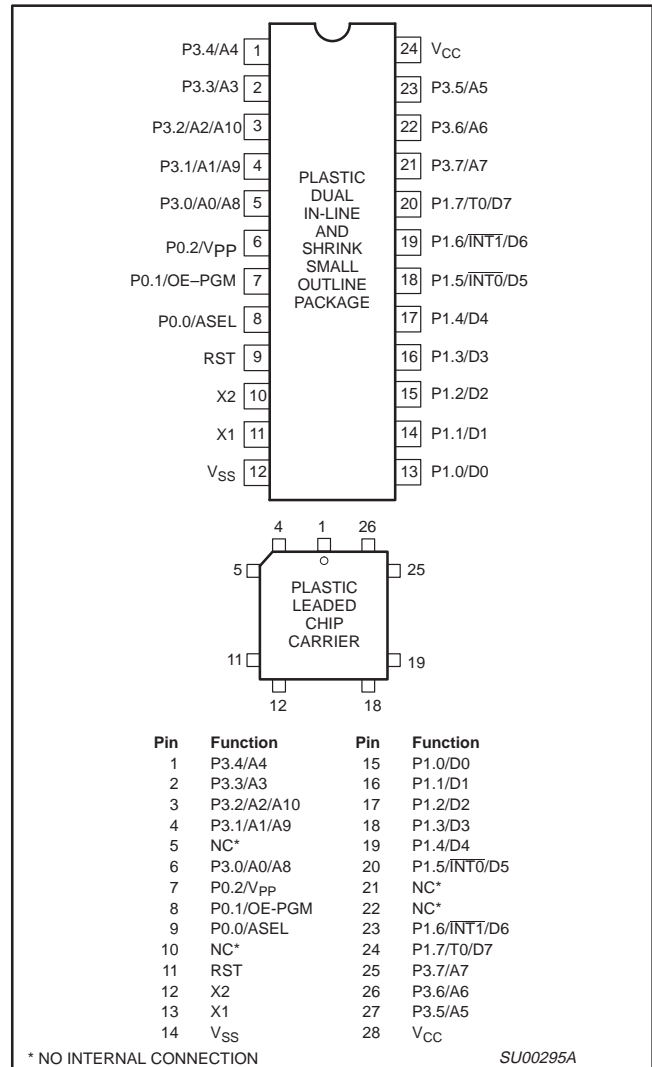 P3.4/A4 1 24 VCC
P3.3/A3 2 23 P3.5/A5
P3.2/A2/A10 3 22 P3.6/A6
P3.1/A1/A9 4 21 P3.7/A7
P3.0/A0/A8 5 20 P1.7/T0/D7
P0.2/VPP 6 19 P1.6/INT1/D6
P0.1/OE–PGM 7 18 P1.5/INT0/D5
P0.0/ASEL 8 17 P1.4/D4
RST 9 16 P1.3/D3
X2 10 15 P1.2/D2
X1 11 14 P1.1/D1
VSS 12 13 P1.0/D0
PLASTIC
DUAL
IN-LINE
AND
SHRINK
SMALL
OUTLINE
PACKAGE
4 1 26
5 25
PLASTIC
LEADED
CHIP
CARRIER
11 19
12 18
Pin Function Pin Function
1 P3.4/A4 15 P1.0/D0
2 P3.3/A3 16 P1.1/D1
3 P3.2/A2/A10 17 P1.2/D2
4 P3.1/A1/A9 18 P1.3/D3
5 NC* 19 P1.4/D4
6 P3.0/A0/A8 20 P1.5/INT0/D5
7 P0.2/VPP 21 NC*
8 P0.1/OE-PGM 22 NC*
9 P0.0/ASEL 23 P1.6/INT1/D6
10 NC* 24 P1.7/T0/D7
11 RST 25 P3.7/A7
12 X2 26 P3.6/A6
13 X1 27 P3.5/A5
14 VSS 28 VCC
* NO INTERNAL CONNECTION SU00295A